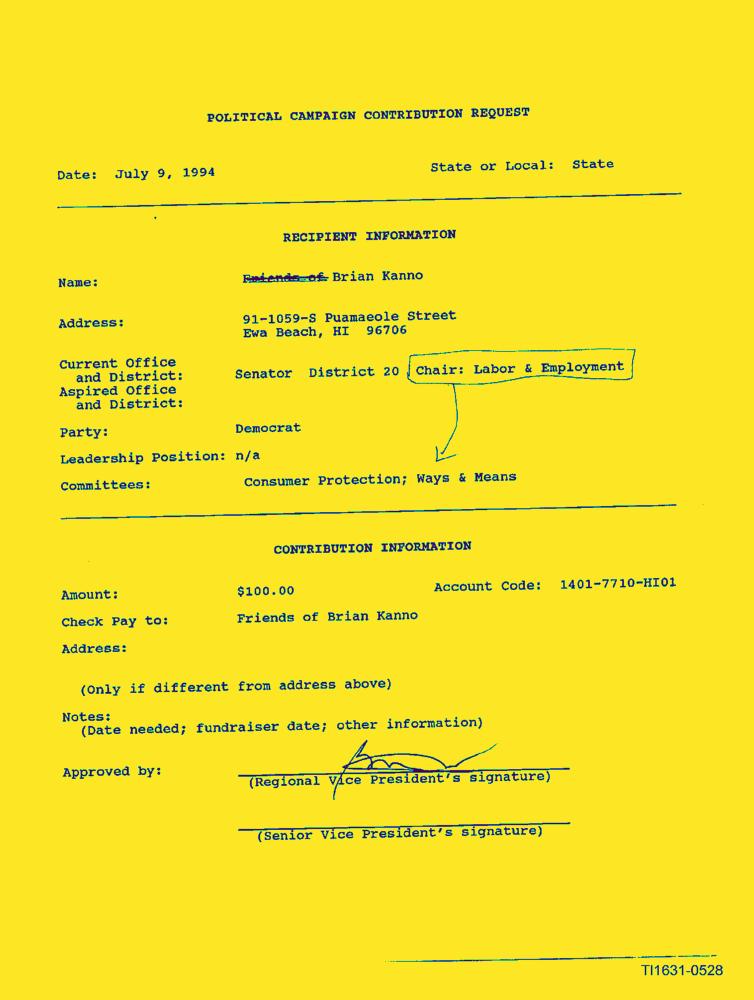 POLITICAL CAMPAIGN CONTRIBUTION REQUEST
Date: July 9, 1994 State or Local: State
RECIPIENT INFORMATION
Name: Friends of Brian Kanno
Address: 91-1059-S Puamaeole Street
Ewa Beach, HI 96706
Current Office
and District: Senator District 20 Chair: Labor & Employment
Aspired Office
and District:
Party: Democrat
Leadership Position: n/a
Committees: Consumer Protection; Ways & Means
CONTRIBUTION INFORMATION
Amount: $100.00 Account Code: 1401-7710-HI01
Check Pay to: Friends of Brian Kanno
Address:
(Only if different from address above)
Notes:
(Date needed; fundraiser date; other information)
Approved by:
(Regional Vice President's signature)
(Senior Vice President's signature)
TI1631-0528